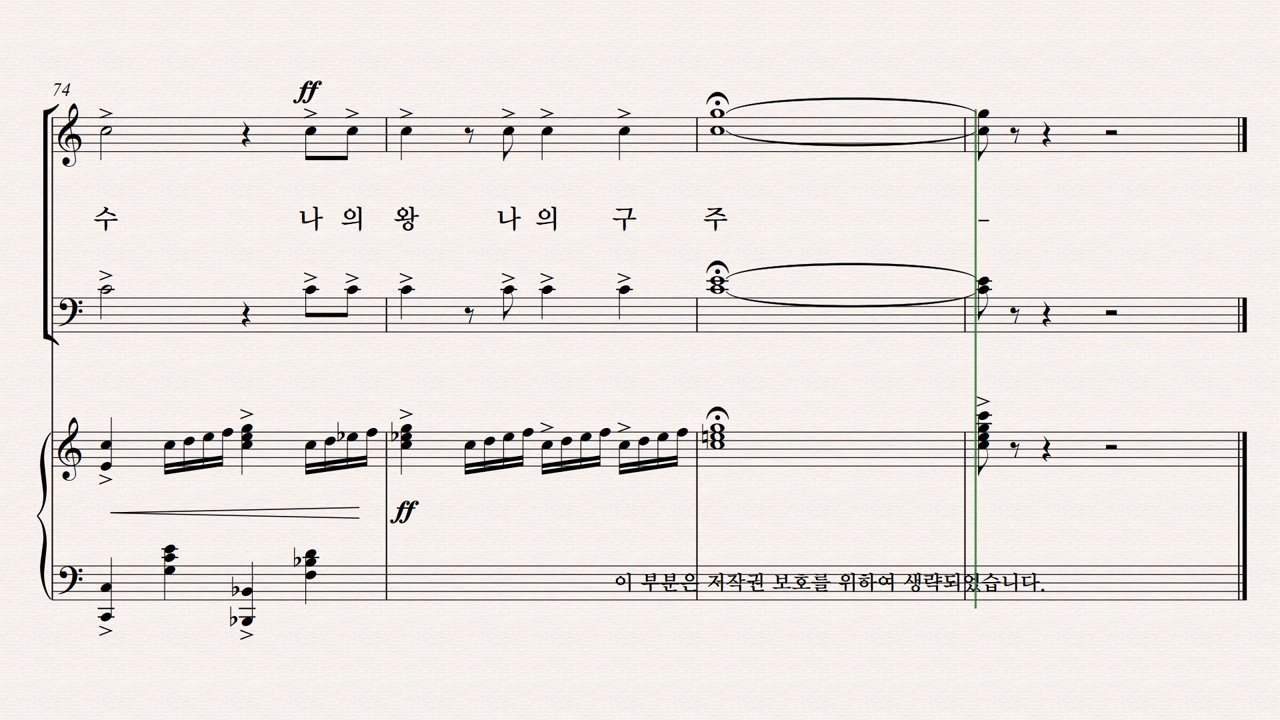 74
ff
수 나 의 왕 나 의 구 주 –
ff
이 부분은 저작권 보호를 위하여 생략되었습니다.